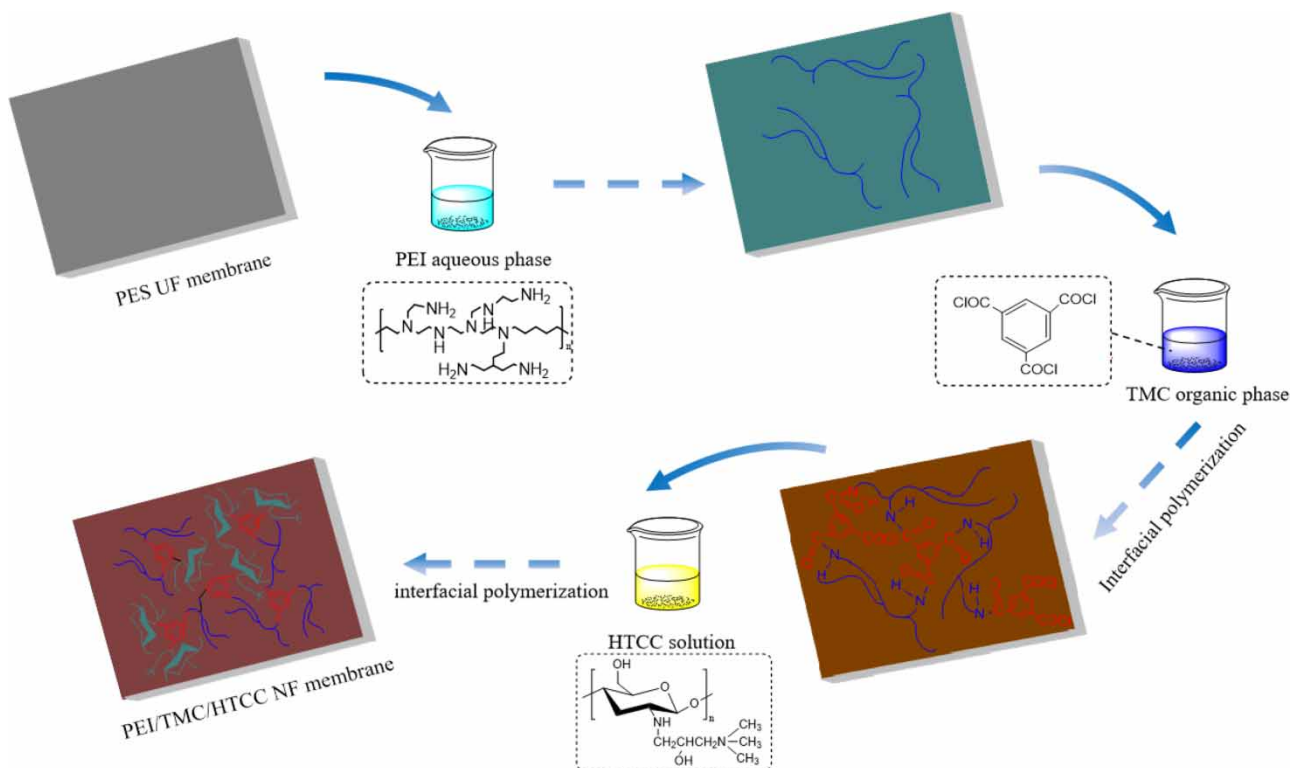 PES UF membrane
PEI aqueous phase
NH2
NH2
N
N
H
N
N
H
N
n
H2N
NH2
ClOC
COCl
COCl
TMC organic phase
Interfacial polymerization
HTCC solution
OH
O
O
n
NH
CH2CHCH2N
OH
CH3
CH3
CH3
interfacial polymerization
PEI/TMC/HTCC NF membrane
H
N
N
H
N
H
H
N
H
N